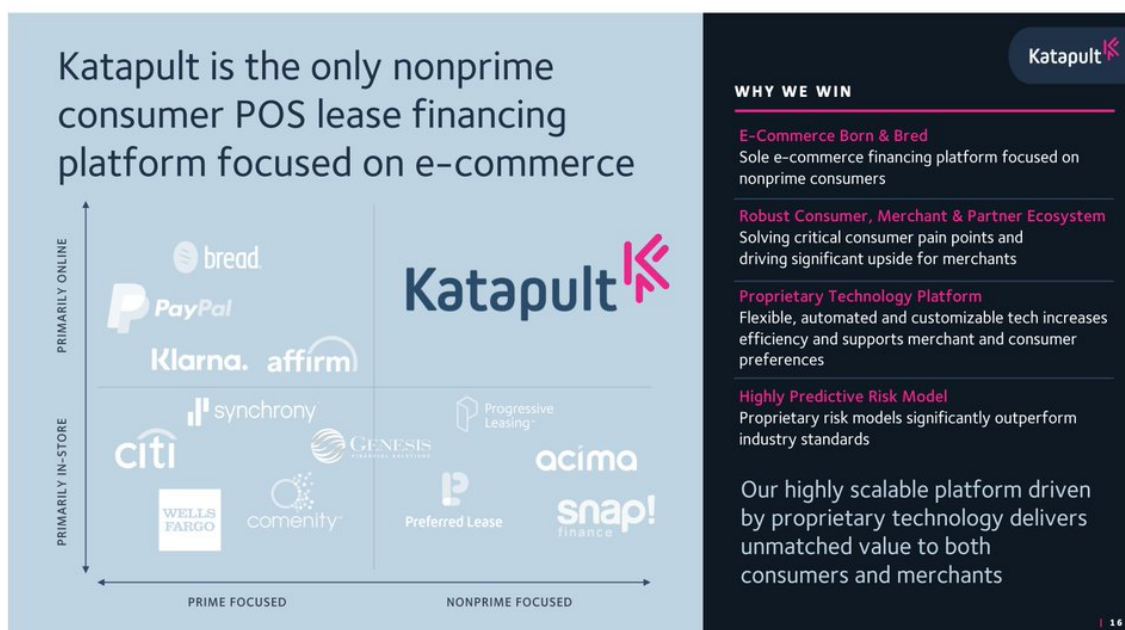 Katapult is the only nonprime
consumer POS lease financing
platform focused on e-commerce
PRIMARILY ONLINE
PRIMARILY IN-STORE
bread
PayPal
Klarna.
affirm
Katapult
synchrony
citi
GENESIS
FINANCIAL SOLUTIONS
WELLS
FARGO
comenity
Progressive
Leasing
acima
Preferred Lease
snap!
finance
PRIME FOCUSED
NONPRIME FOCUSED
Katapult
WHY WE WIN
E-Commerce Born & Bred
Sole e-commerce financing platform focused on
nonprime consumers
Robust Consumer, Merchant & Partner Ecosystem
Solving critical consumer pain points and
driving significant upside for merchants
Proprietary Technology Platform
Flexible, automated and customizable tech increases
efficiency and supports merchant and consumer
preferences
Highly Predictive Risk Model
Proprietary risk models significantly outperform
industry standards
Our highly scalable platform driven
by proprietary technology delivers
unmatched value to both
consumers and merchants
| 16